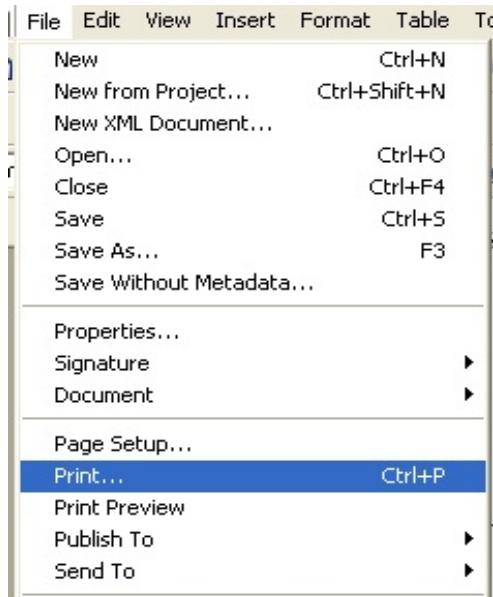 File Edit View Insert Format Table
New Ctrl+N
New from Project... Ctrl+Shift+N
New XML Document...
Open... Ctrl+O
Close Ctrl+F4
Save Ctrl+S
Save As... F3
Save Without Metadata...
Properties...
Signature
Document
Page Setup...
Print... Ctrl+P
Print Preview
Publish To
Send To